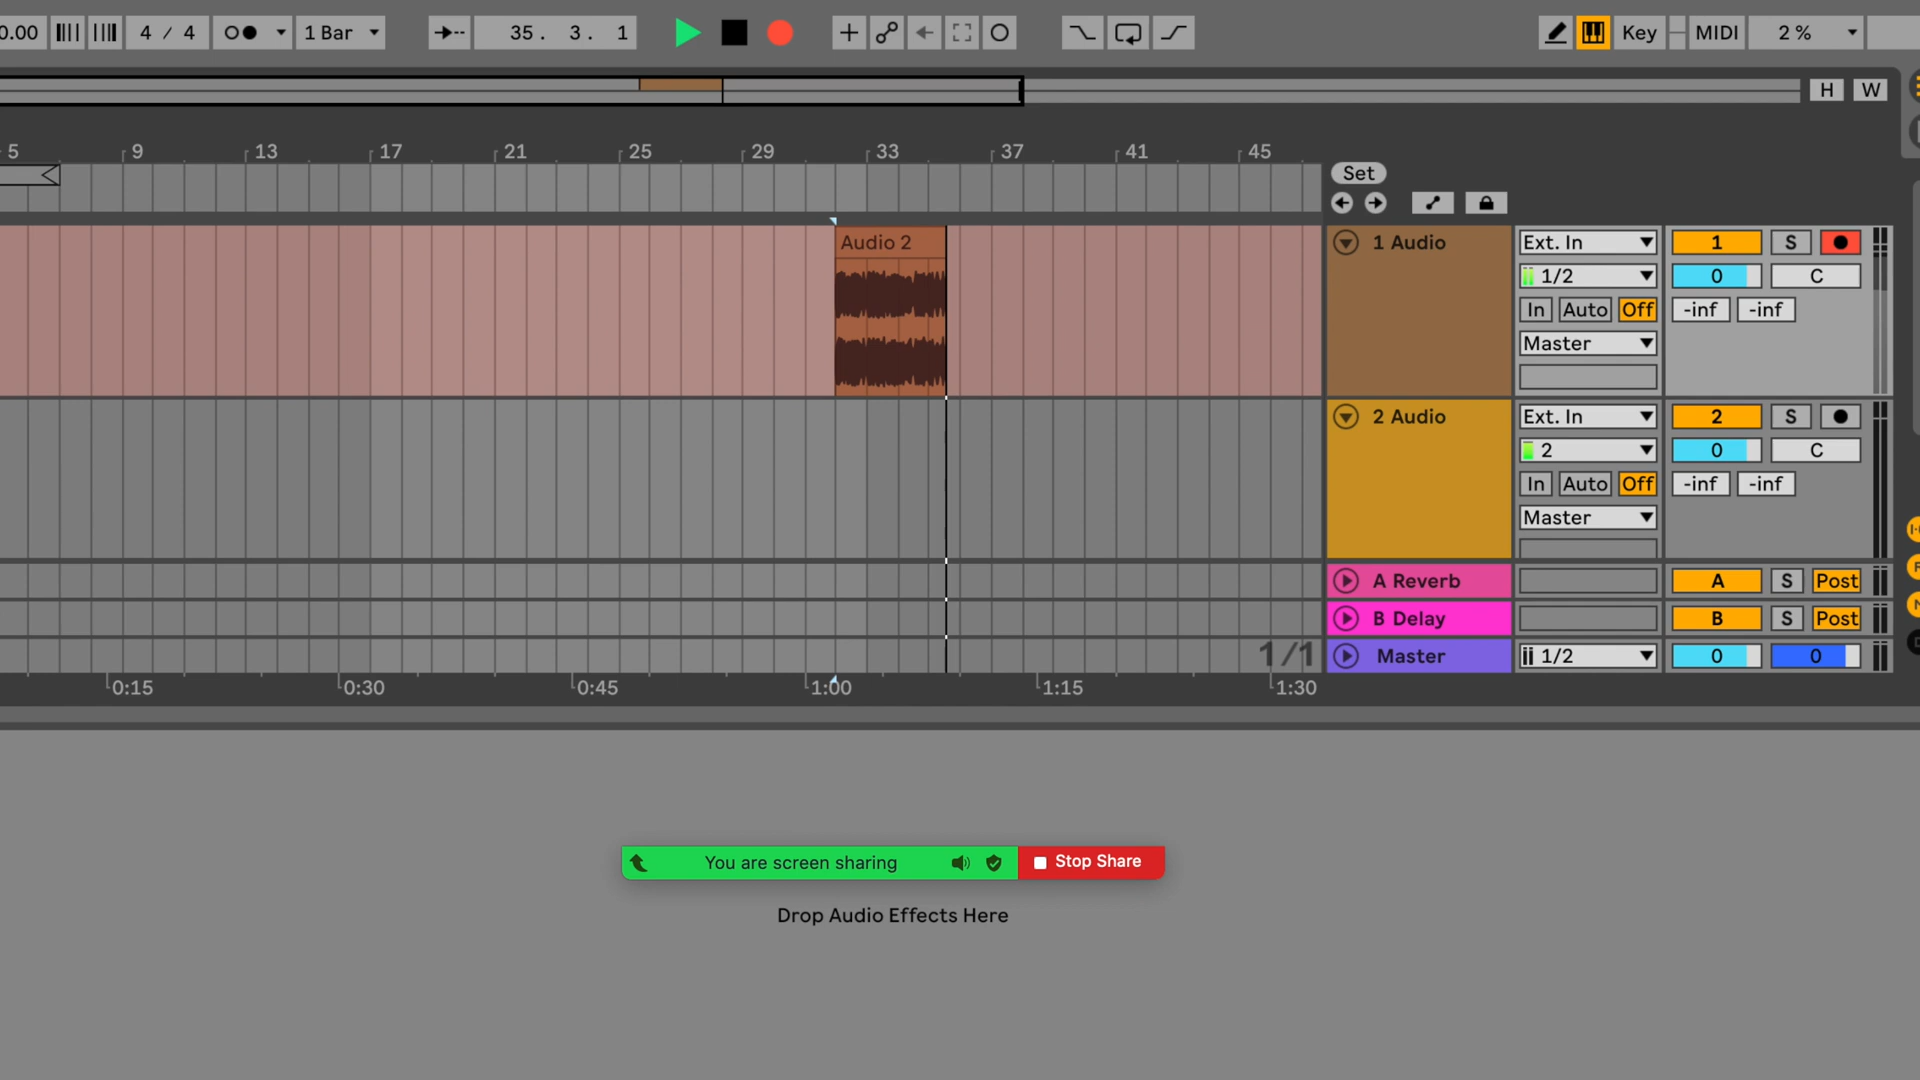 0.00 4 / 4 1 Bar 35. 3. 1 Key MIDI 2 %
H W
5 9 13 17 21 25 29 33 37 41 45
Set
Audio 2
1 Audio Ext. In 1 S
1/2 0 C
In Auto Off -inf -inf
Master
2 Audio Ext. In 2 S
2 0 C
In Auto Off -inf -inf
Master
A Reverb A S Post
B Delay B S Post
1/1 Master 1/2 0 0
0:15 0:30 0:45 1:00 1:15 1:30
You are screen sharing Stop Share
Drop Audio Effects Here